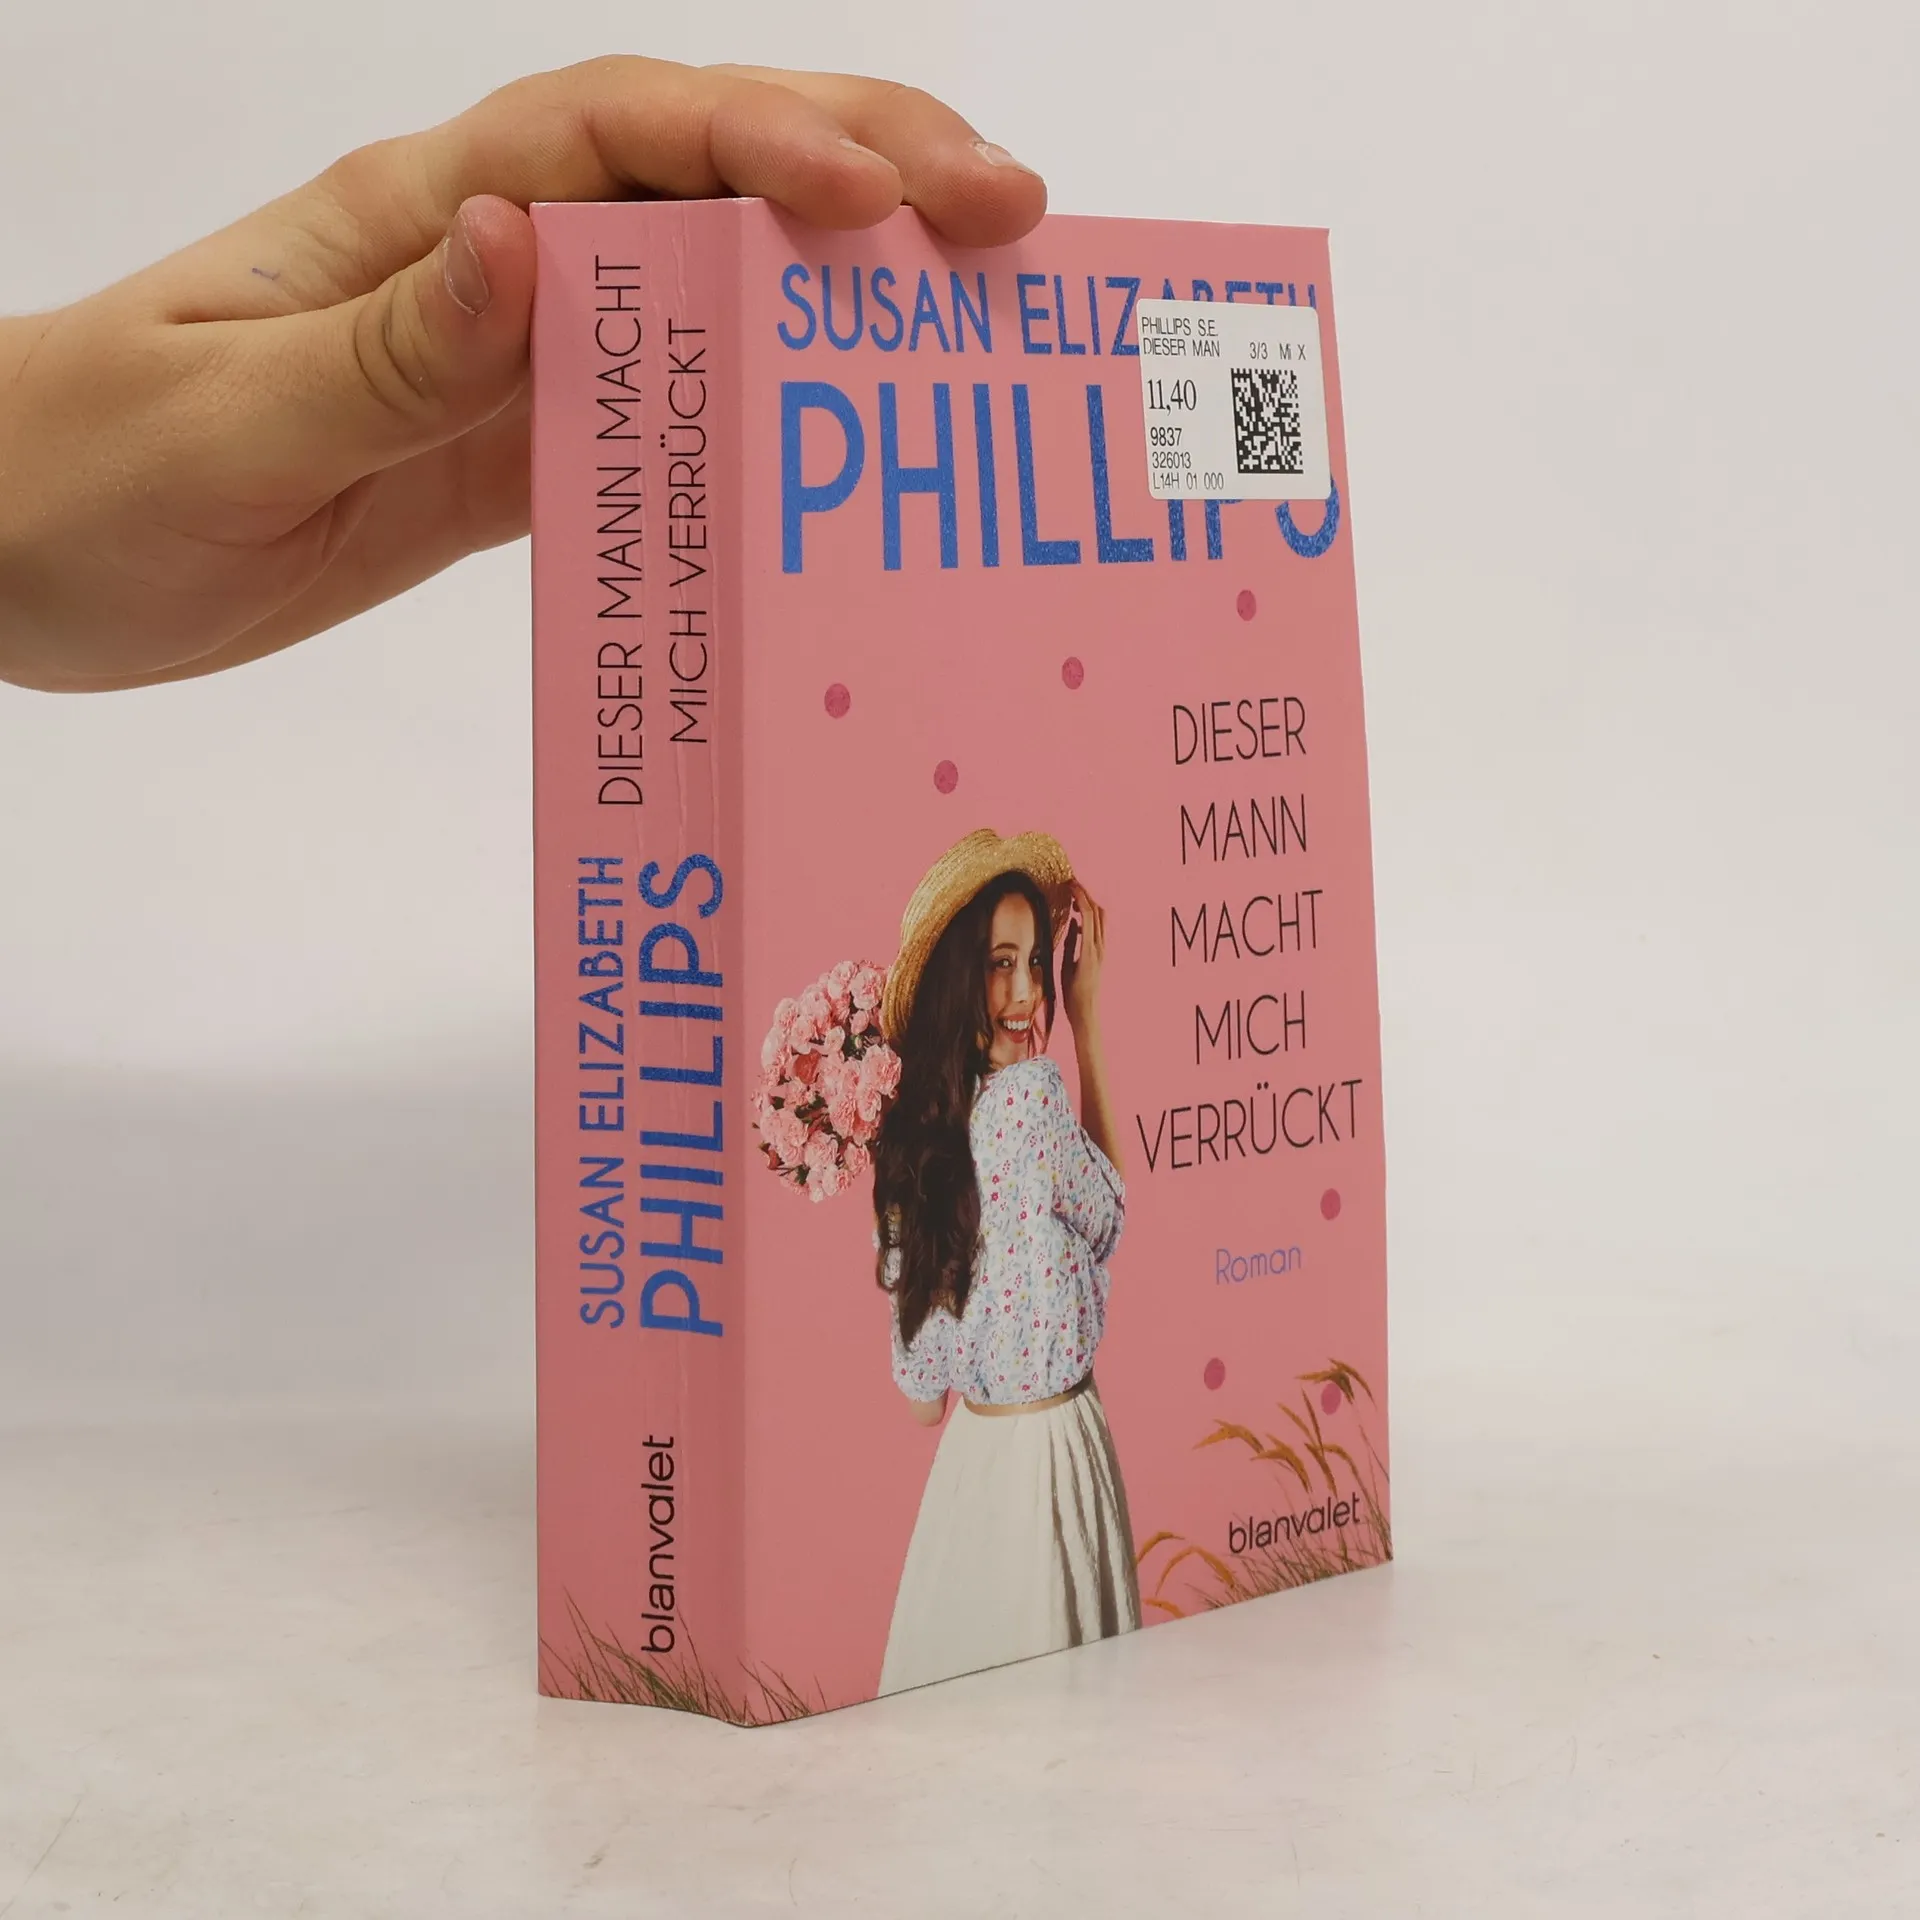 DIESER MANN MACHT
MICH VERRÜCKT
SUSAN ELIZABETH
PHILLIPS
blanvalet
SUSAN ELIZABETH
PHILLIPS
PHILLIPS S.E.
DIESER MAN 3/3 Mi X
11,40
9837
326013
L14H 01 000
DIESER
MANN
MACHT
MICH
VERRÜCKT
Roman
blanvalet